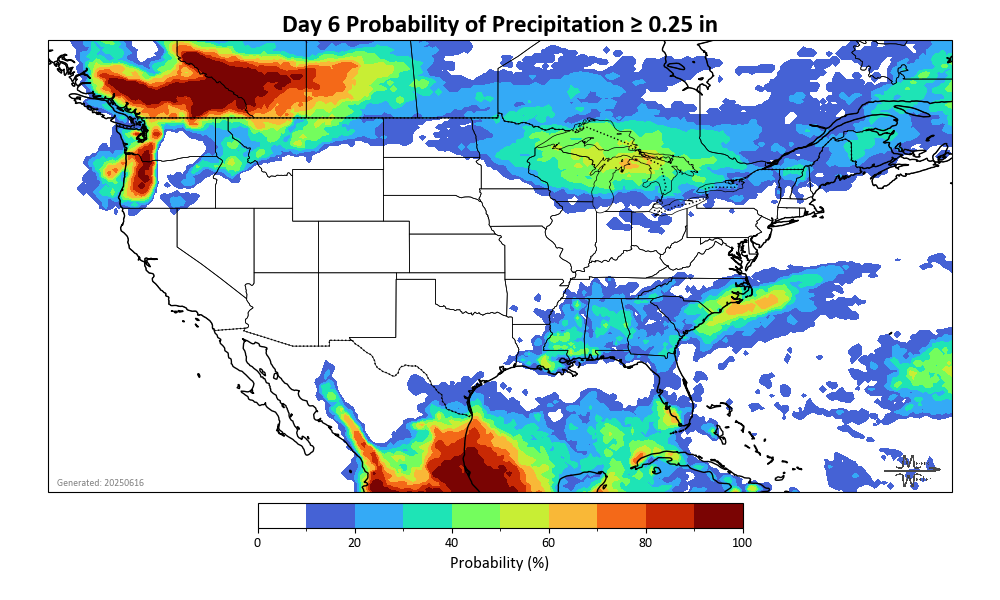 Day 6 Probability of Precipitation ≥ 0.25 in
Generated: 20250616
0 20 40 60 80 100
Probability (%)